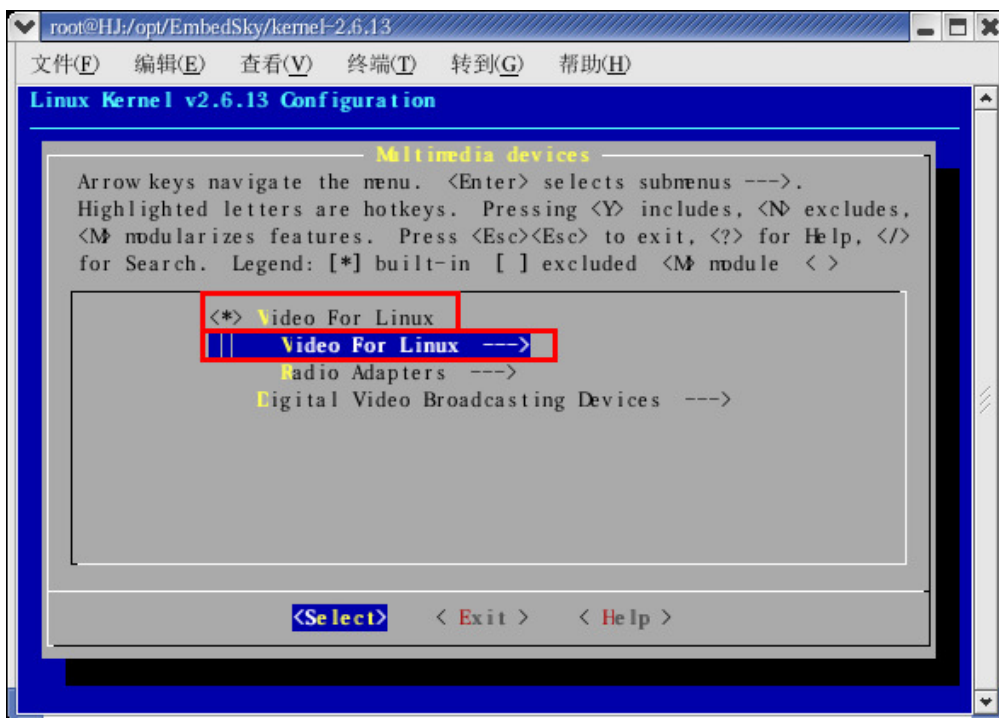 root@HJ:/opt/EmbedSky/kernel-2.6.13
文件(F) 编辑(E) 查看(V) 终端(T) 转到(G) 帮助(H)
Linux Kernel v2.6.13 Configuration
Multimedia devices
Arrow keys navigate the menu. <Enter> selects submenus --->.
Highlighted letters are hotkeys. Pressing <Y> includes, <N> excludes,
<M> modularizes features. Press <Esc><Esc> to exit, <?> for Help, </>
for Search. Legend: [*] built-in [ ] excluded <M> module < >
<*> Video For Linux
Video For Linux --->
Radio Adapters --->
Digital Video Broadcasting Devices --->
<Select> < Exit > < Help >